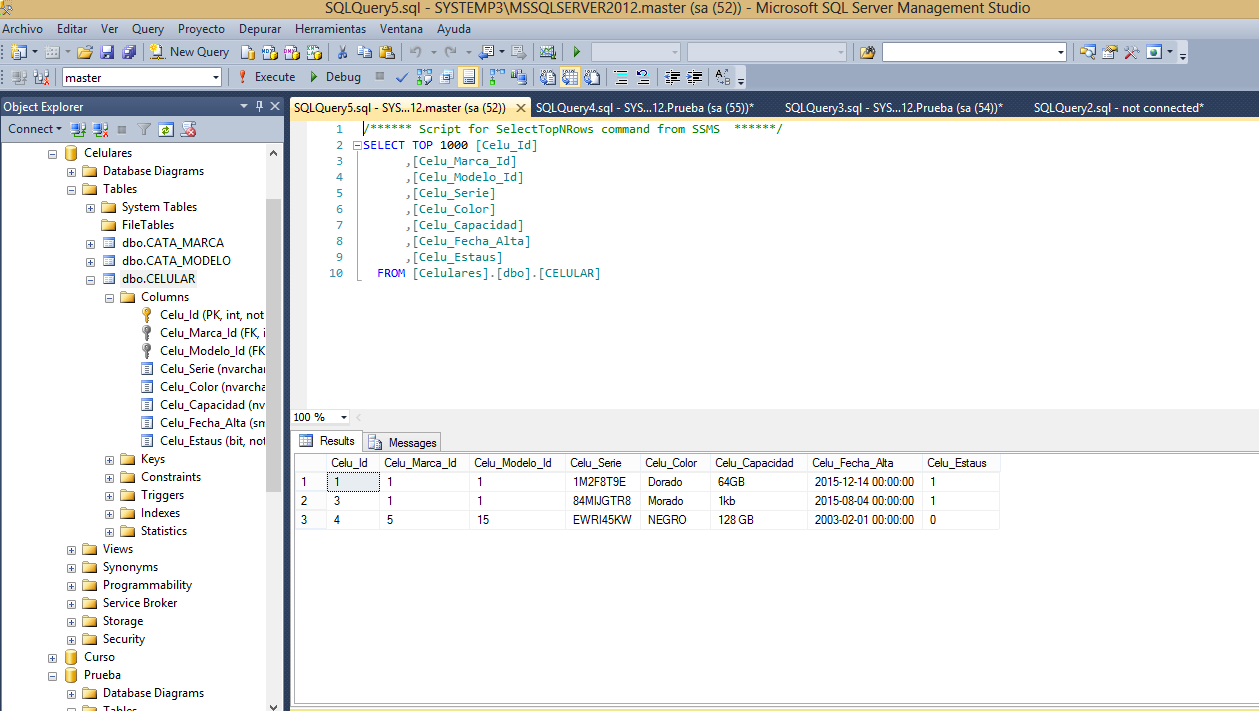 SQLQuery5.sql - SYSTEMP3\MSSQLSERVER2012.master (sa (52)) - Microsoft SQL Server Management Studio
Archivo Editar Ver Query Proyecto Depurar Herramientas Ventana Ayuda
New Query
master Execute Debug
Object Explorer
Connect
Celulares
Database Diagrams
Tables
System Tables
FileTables
dbo.CATA_MARCA
dbo.CATA_MODELO
dbo.CELULAR
Columns
Celu_Id (PK, int, not
Celu_Marca_Id (FK, i
Celu_Modelo_Id (FK
Celu_Serie (nvarchar
Celu_Color (nvarcha
Celu_Capacidad (nv
Celu_Fecha_Alta (sm
Celu_Estaus (bit, not
Keys
Constraints
Triggers
Indexes
Statistics
Views
Synonyms
Programmability
Service Broker
Storage
Security
Curso
Prueba
Database Diagrams
Tables
SQLQuery5.sql - SYS...12.master (sa (52)) SQLQuery4.sql - SYS...12.Prueba (sa (55))* SQLQuery3.sql - SYS...12.Prueba (sa (54))* SQLQuery2.sql - not connected*
1 /****** Script for SelectTopNRows command from SSMS ******/
2 SELECT TOP 1000 [Celu_Id]
3 ,[Celu_Marca_Id]
4 ,[Celu_Modelo_Id]
5 ,[Celu_Serie]
6 ,[Celu_Color]
7 ,[Celu_Capacidad]
8 ,[Celu_Fecha_Alta]
9 ,[Celu_Estaus]
10 FROM [Celulares].[dbo].[CELULAR]
100 %
Results Messages
Celu_Id Celu_Marca_Id Celu_Modelo_Id Celu_Serie Celu_Color Celu_Capacidad Celu_Fecha_Alta Celu_Estaus
1 1 1 1 1M2F8T9E Dorado 64GB 2015-12-14 00:00:00 1
2 3 1 1 84MIJGTR8 Morado 1kb 2015-08-04 00:00:00 1
3 4 5 15 EWRI45KW NEGRO 128 GB 2003-02-01 00:00:00 0